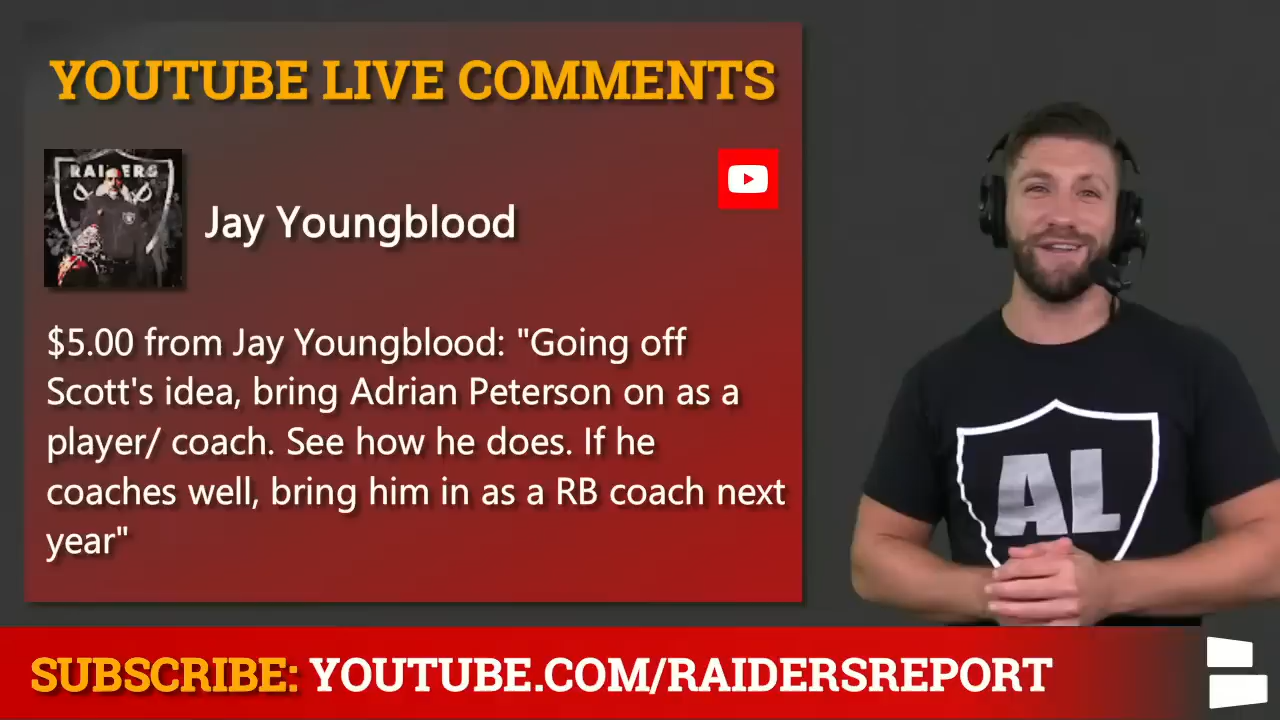 YOUTUBE LIVE COMMENTS
RAIDERS
Jay Youngblood
$5.00 from Jay Youngblood: "Going off
Scott's idea, bring Adrian Peterson on as a
player/ coach. See how he does. If he
coaches well, bring him in as a RB coach next
year"
AL
SUBSCRIBE: YOUTUBE.COM/RAIDERSREPORT